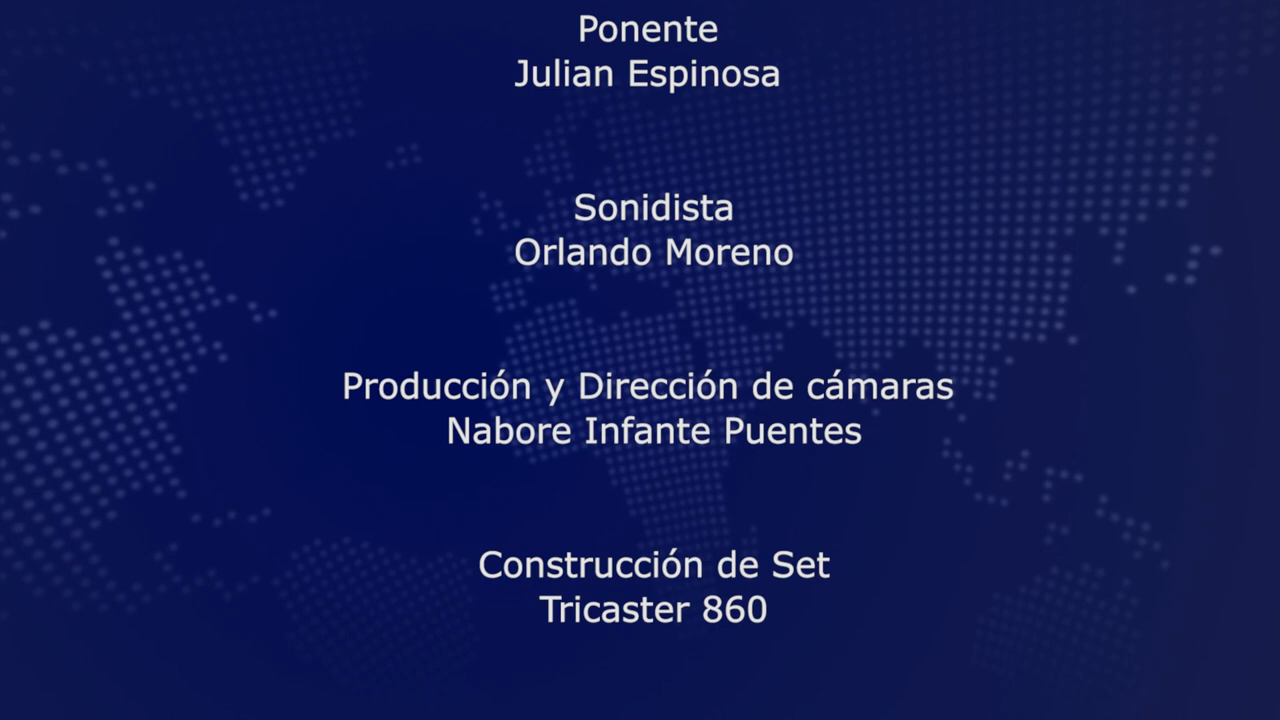 Ponente
Julian Espinosa
Sonidista
Orlando Moreno
Producción y Dirección de cámaras
Nabore Infante Puentes
Construcción de Set
Tricaster 860